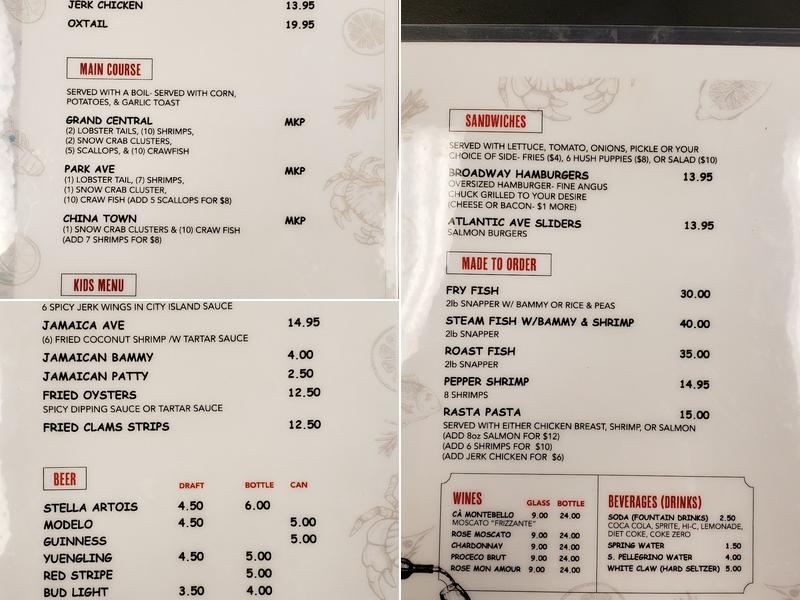 JERK CHICKEN 13.95
OXTAIL 19.95
MAIN COURSE
SERVED WITH A BOIL- SERVED WITH CORN,
POTATOES, & GARLIC TOAST
GRAND CENTRAL MKP
(2) LOBSTER TAILS, (10) SHRIMPS,
(2) SNOW CRAB CLUSTERS,
(5) SCALLOPS, & (10) CRAWFISH
PARK AVE MKP
(1) LOBSTER TAIL, (7) SHRIMPS,
(1) SNOW CRAB CLUSTER,
(10) CRAW FISH (ADD 5 SCALLOPS FOR $8)
CHINA TOWN MKP
(1) SNOW CRAB CLUSTERS & (10) CRAW FISH
(ADD 7 SHRIMPS FOR $8)
KIDS MENU
6 SPICY JERK WINGS IN CITY ISLAND SAUCE
JAMAICA AVE 14.95
(6) FRIED COCONUT SHRIMP /W TARTAR SAUCE
JAMAICAN BAMMY 4.00
JAMAICAN PATTY 2.50
FRIED OYSTERS 12.50
SPICY DIPPING SAUCE OR TARTAR SAUCE
FRIED CLAMS STRIPS 12.50
BEER DRAFT BOTTLE CAN
STELLA ARTOIS 4.50 6.00
MODELO 4.50 5.00
GUINNESS 5.00
YUENGLING 4.50 5.00
RED STRIPE 5.00
BUD LIGHT 3.50 4.00
SANDWICHES
SERVED WITH LETTUCE, TOMATO, ONIONS, PICKLE OR YOUR
CHOICE OF SIDE- FRIES ($4), 6 HUSH PUPPIES ($8), OR SALAD ($10)
BROADWAY HAMBURGERS 13.95
OVERSIZED HAMBURGER- FINE ANGUS
CHUCK GRILLED TO YOUR DESIRE
(CHEESE OR BACON- $1 MORE)
ATLANTIC AVE SLIDERS 13.95
SALMON BURGERS
MADE TO ORDER
FRY FISH 30.00
2lb SNAPPER W/ BAMMY OR RICE & PEAS
STEAM FISH W/BAMMY & SHRIMP 40.00
2lb SNAPPER
ROAST FISH 35.00
2lb SNAPPER
PEPPER SHRIMP 14.95
8 SHRIMPS
RASTA PASTA 15.00
SERVED WITH EITHER CHICKEN BREAST, SHRIMP, OR SALMON
(ADD 8oz SALMON FOR $12)
(ADD 6 SHRIMPS FOR $10)
(ADD JERK CHICKEN FOR $6)
WINES GLASS BOTTLE
CÀ MONTEBELLO 9.00 24.00
MOSCATO "FRIZZANTE"
ROSE MOSCATO 9.00 24.00
CHARDONNAY 9.00 24.00
PROCECO BRUT 9.00 24.00
ROSE MON AMOUR 9.00 24.00
BEVERAGES (DRINKS)
SODA (FOUNTAIN DRINKS) 2.50
COCA COLA, SPRITE, HI-C, LEMONADE,
DIET COKE, COKE ZERO
SPRING WATER 1.50
S. PELLEGRINO WATER 4.00
WHITE CLAW (HARD SELTZER) 5.00